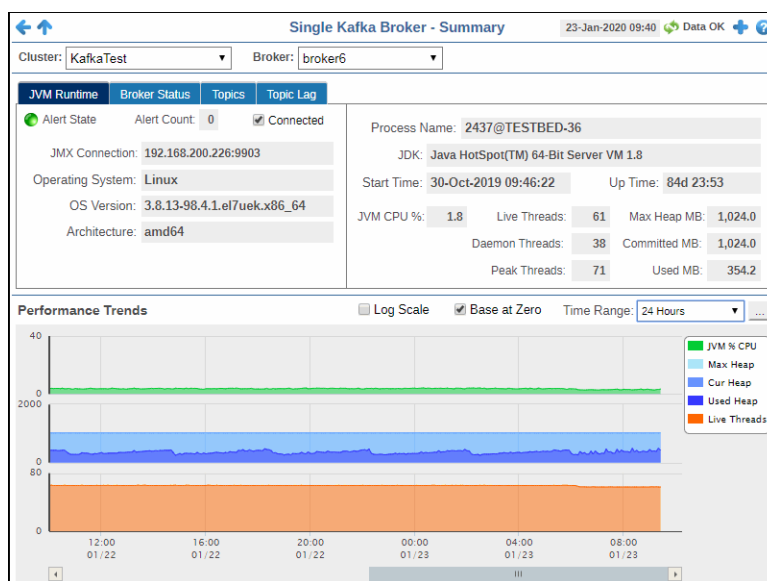 Single Kafka Broker - Summary 23-Jan-2020 09:40 Data OK
Cluster: KafkaTest Broker: broker6
JVM Runtime Broker Status Topics Topic Lag
Alert State Alert Count: 0 Connected
JMX Connection: 192.168.200.226:9903
Operating System: Linux
OS Version: 3.8.13-98.4.1.el7uek.x86_64
Architecture: amd64
Process Name: 2437@TESTBED-36
JDK: Java HotSpot(TM) 64-Bit Server VM 1.8
Start Time: 30-Oct-2019 09:46:22 Up Time: 84d 23:53
JVM CPU %: 1.8 Live Threads: 61 Max Heap MB: 1,024.0
Daemon Threads: 38 Committed MB: 1,024.0
Peak Threads: 71 Used MB: 354.2
Performance Trends Log Scale Base at Zero Time Range: 24 Hours ...
40
0
2000
0
80
0
JVM % CPU
Max Heap
Cur Heap
Used Heap
Live Threads
12:00 16:00 20:00 00:00 04:00 08:00
01/22 01/22 01/22 01/23 01/23 01/23